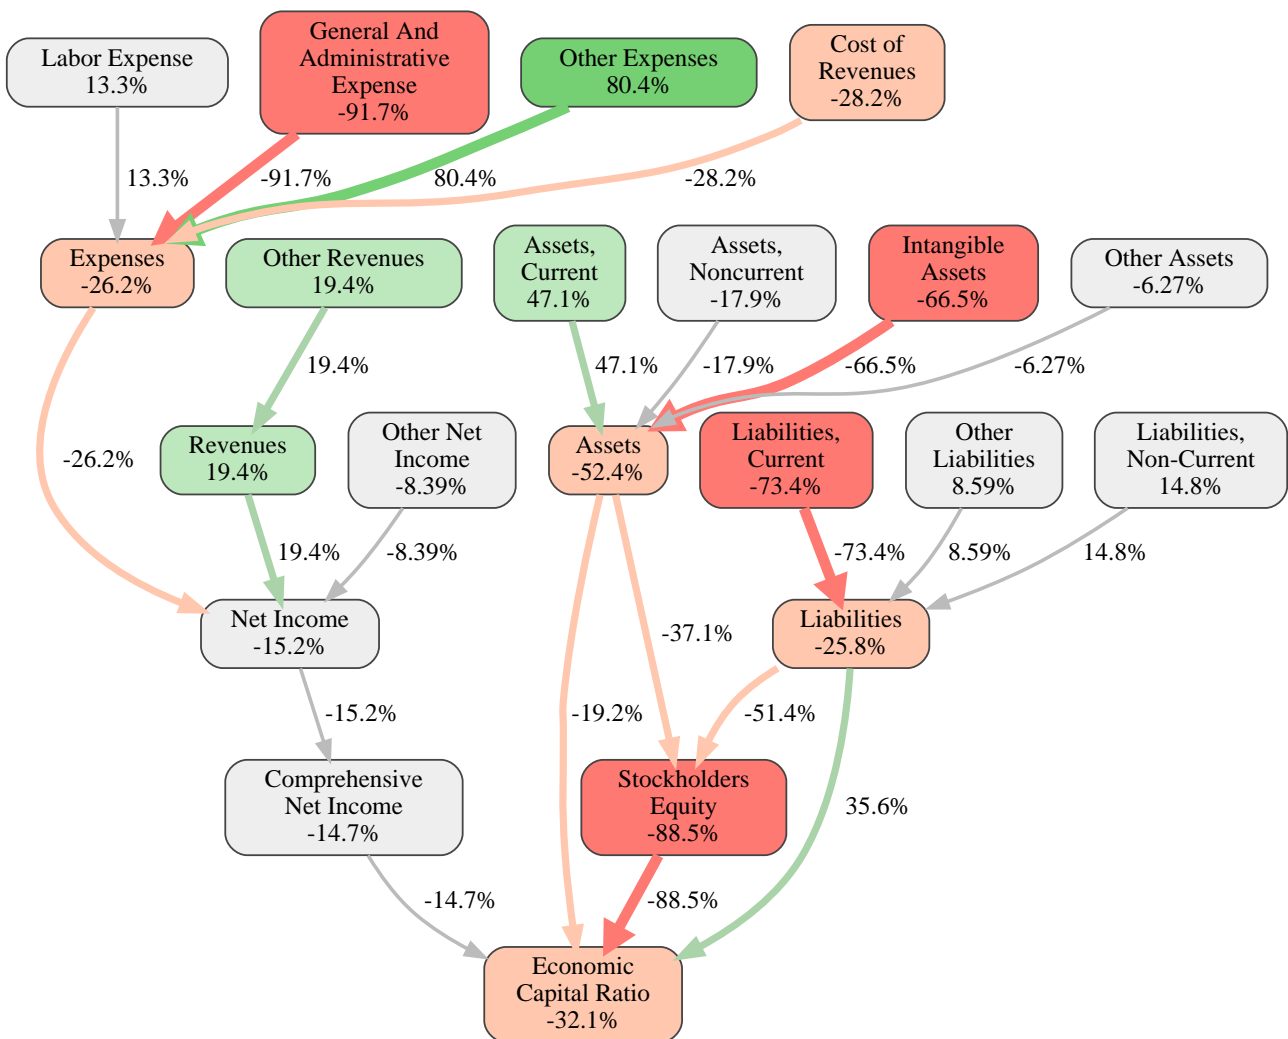 Labor Expense
13.3%
General And
Administrative
Expense
-91.7%
Other Expenses
80.4%
Cost of
Revenues
-28.2%
13.3%
-91.7%
80.4%
-28.2%
Expenses
-26.2%
Other Revenues
19.4%
Assets,
Current
47.1%
Assets,
Noncurrent
-17.9%
Intangible
Assets
-66.5%
Other Assets
-6.27%
19.4%
47.1%
-17.9%
-66.5%
-6.27%
-26.2%
Revenues
19.4%
Other Net
Income
-8.39%
Assets
-52.4%
Liabilities,
Current
-73.4%
Other
Liabilities
8.59%
Liabilities,
Non-Current
14.8%
19.4%
-8.39%
-73.4%
8.59%
14.8%
Net Income
-15.2%
-37.1%
Liabilities
-25.8%
-15.2%
-19.2%
-51.4%
Comprehensive
Net Income
-14.7%
Stockholders
Equity
-88.5%
35.6%
-14.7%
-88.5%
Economic
Capital Ratio
-32.1%